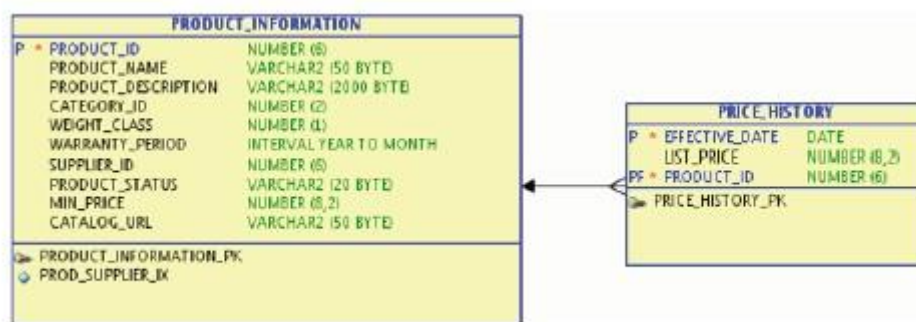 PRODUCT_INFORMATION
P * PRODUCT_ID NUMBER (6)
PRODUCT_NAME VARCHAR2 (50 BYTE)
PRODUCT_DESCRIPTION VARCHAR2 (2000 BYTE)
CATEGORY_ID NUMBER (2)
WEIGHT_CLASS NUMBER (1)
WARRANTY_PERIOD INTERVAL YEAR TO MONTH
SUPPLIER_ID NUMBER (6)
PRODUCT_STATUS VARCHAR2 (20 BYTE)
MIN_PRICE NUMBER (8,2)
CATALOG_URL VARCHAR2 (50 BYTE)
PRODUCT_INFORMATION_PK
PROD_SUPPLIER_IX
PRICE_HISTORY
P * EFFECTIVE_DATE DATE
LIST_PRICE NUMBER (8,2)
PF * PRODUCT_ID NUMBER (6)
PRICE_HISTORY_PK